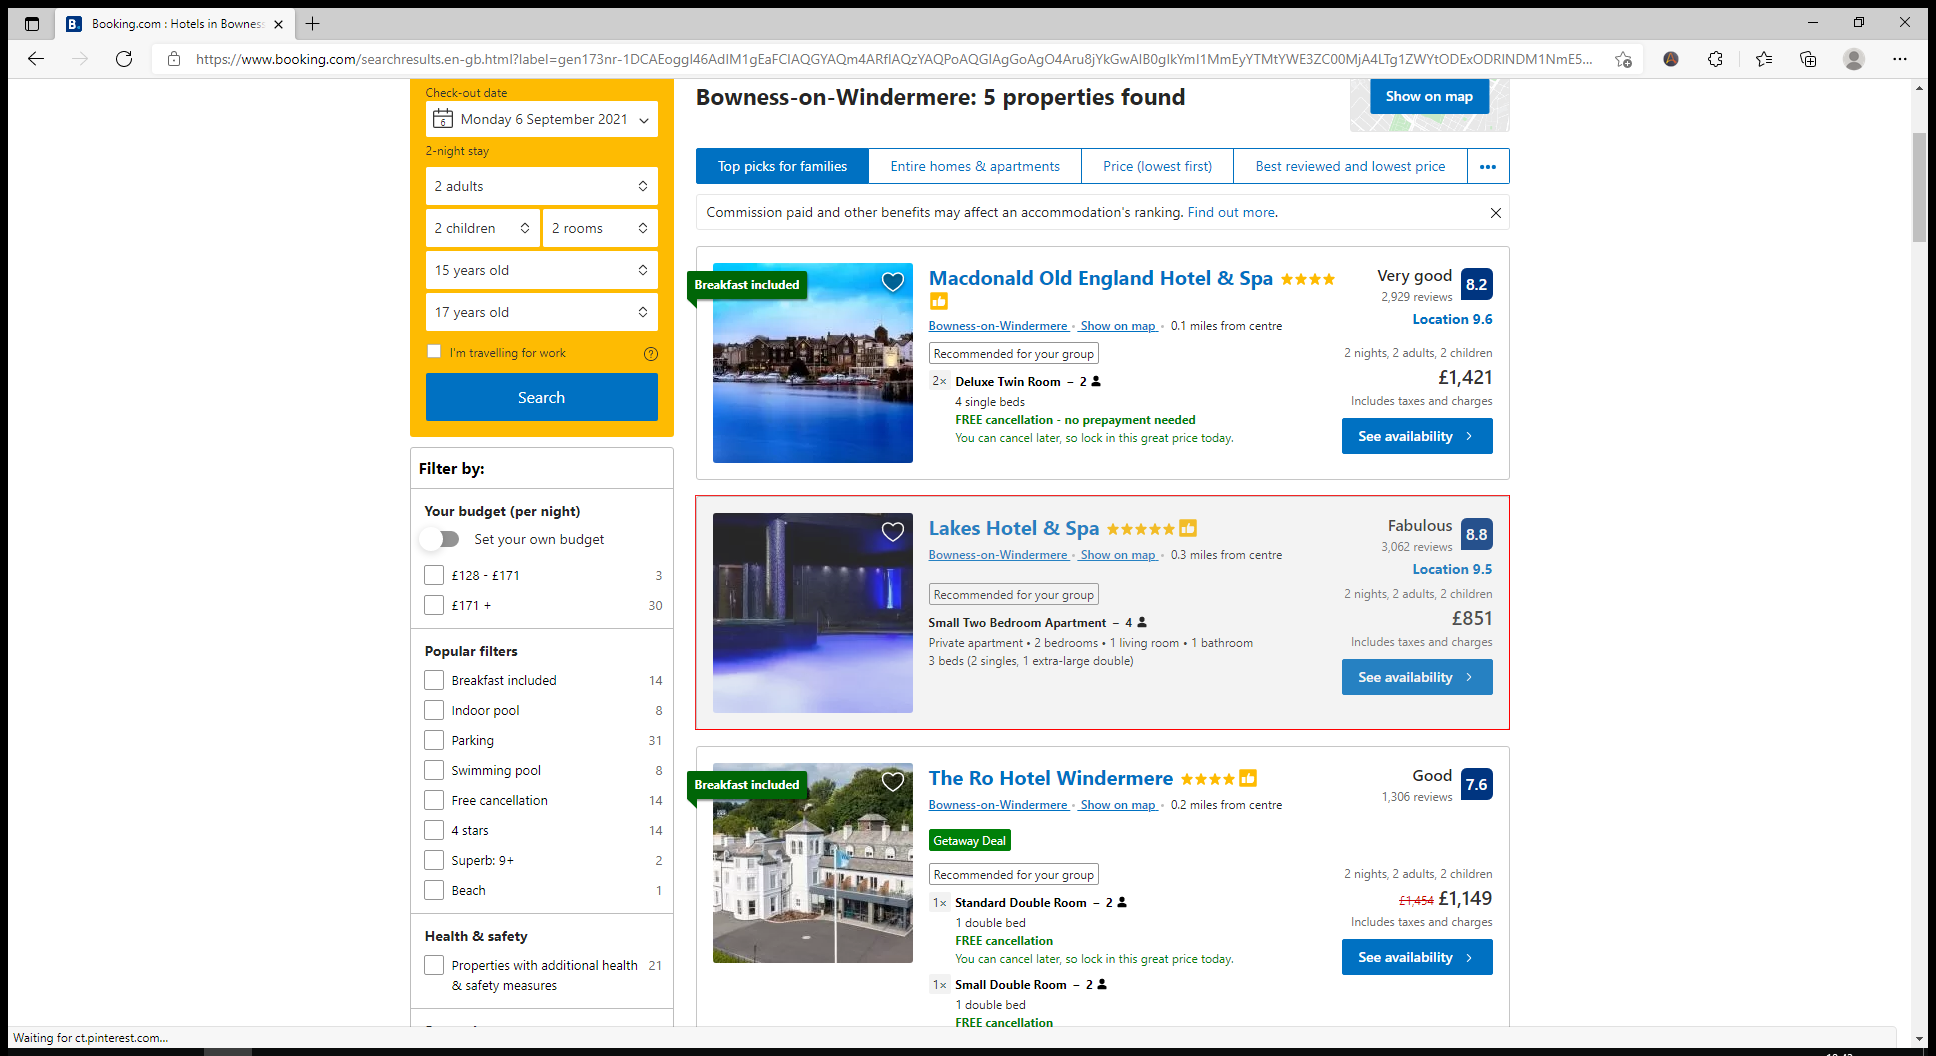 Booking.com : Hotels in Bowness
https://www.booking.com/searchresults.en-gb.html?label=
Check-out date
Monday 6 September 2021
2-night stay
2 adults
2 children
2 rooms
15 years old
17 years old
I'm travelling for work
Search
Filter by:
Your budget (per night)
Set your own budget
£128 - £171 3
£171 + 30
Popular filters
Breakfast included 14
Indoor pool 8
Parking 31
Swimming pool 8
Free cancellation 14
4 stars 14
Superb: 9+ 2
Beach 1
Health & safety
Properties with additional health 21
& safety measures
Bowness-on-Windermere: 5 properties found
Show on map
Top picks for families
Entire homes & apartments
Price (lowest first)
Best reviewed and lowest price
Commission paid and other benefits may affect an accommodation's ranking. Find out more.
Breakfast included
Macdonald Old England Hotel & Spa
Bowness-on-Windermere • Show on map • 0.1 miles from centre
Recommended for your group
2× Deluxe Twin Room – 2
4 single beds
FREE cancellation - no prepayment needed
You can cancel later, so lock in this great price today.
Very good 8.2
2,929 reviews
Location 9.6
2 nights, 2 adults, 2 children
£1,421
Includes taxes and charges
See availability
Lakes Hotel & Spa
Bowness-on-Windermere • Show on map • 0.3 miles from centre
Recommended for your group
Small Two Bedroom Apartment – 4
Private apartment • 2 bedrooms • 1 living room • 1 bathroom
3 beds (2 singles, 1 extra-large double)
Fabulous 8.8
3,062 reviews
Location 9.5
2 nights, 2 adults, 2 children
£851
Includes taxes and charges
See availability
Breakfast included
The Ro Hotel Windermere
Bowness-on-Windermere • Show on map • 0.2 miles from centre
Getaway Deal
Recommended for your group
1× Standard Double Room – 2
1 double bed
FREE cancellation
You can cancel later, so lock in this great price today.
1× Small Double Room – 2
1 double bed
FREE cancellation
Good 7.6
1,306 reviews
2 nights, 2 adults, 2 children
£1,454 £1,149
Includes taxes and charges
See availability
Waiting for ct.pinterest.com...